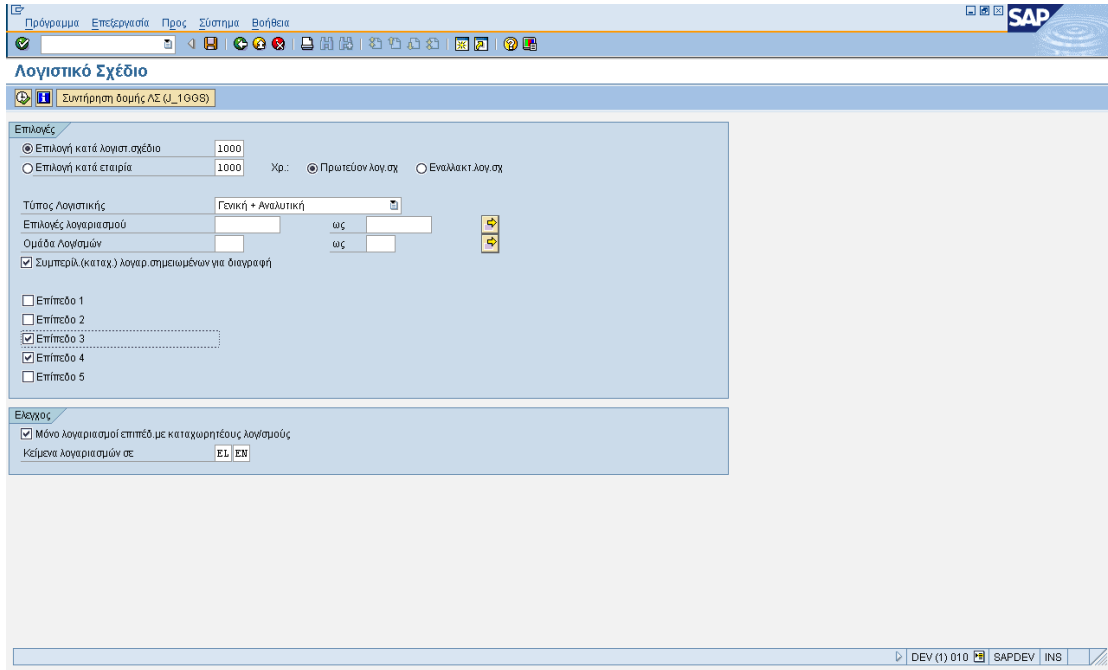 Πρόγραμμα Επεξεργασία Προς Σύστημα Βοήθεια
SAP
Λογιστικό Σχέδιο
Συντήρηση δομής ΛΣ (J_1GGS)
Επιλογές
Επιλογή κατά λογιστ.σχέδιο 1000
Επιλογή κατά εταιρία 1000 Χρ.: Πρωτεύον λογ.σχ Εναλλακτ.λογ.σχ
Τύπος Λογιστικής Γενική + Αναλυτική
Επιλογές λογαριασμού ως
Ομάδα Λογ/σμών ως
Συμπερίλ.(καταχ.) λογαρ.σημειωμένων για διαγραφή
Επίπεδο 1
Επίπεδο 2
Επίπεδο 3
Επίπεδο 4
Επίπεδο 5
Ελεγχος
Μόνο λογαριασμοί επιπέδ.με καταχωρητέους λογ/σμούς
Κείμενα λογαριασμών σε EL EN
DEV (1) 010 SAPDEV INS